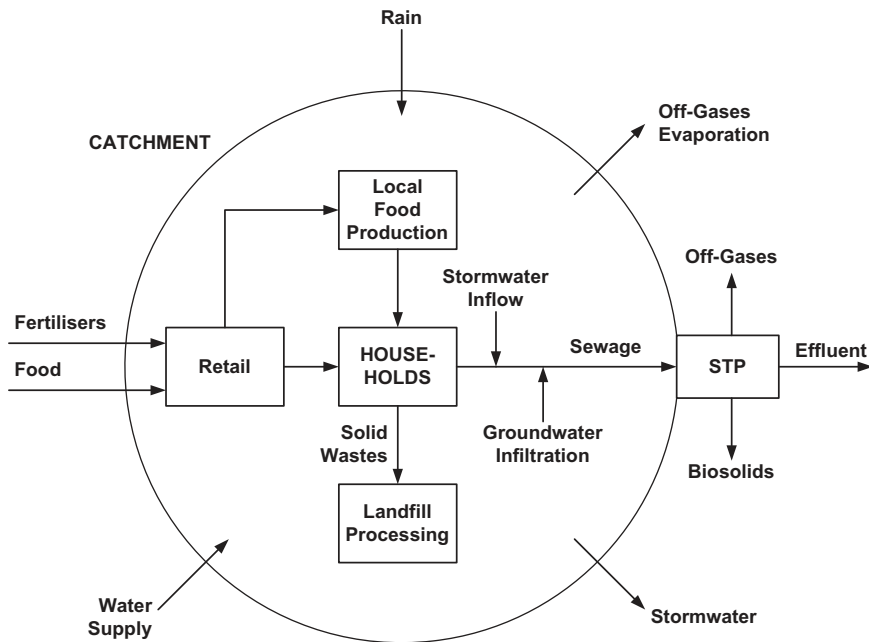 Rain
Off-Gases
Evaporation
CATCHMENT
Local
Food
Production
Off-Gases
Stormwater
Inflow
Fertilisers
Food
Retail
HOUSE-
HOLDS
Sewage
STP
Effluent
Solid
Wastes
Groundwater
Infiltration
Biosolids
Landfill
Processing
Water
Supply
Stormwater